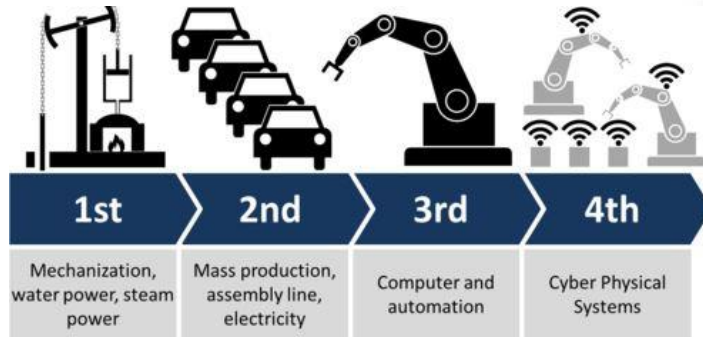 1st
2nd
3rd
4th
Mechanization,
water power, steam
power
Mass production,
assembly line,
electricity
Computer and
automation
Cyber Physical
Systems